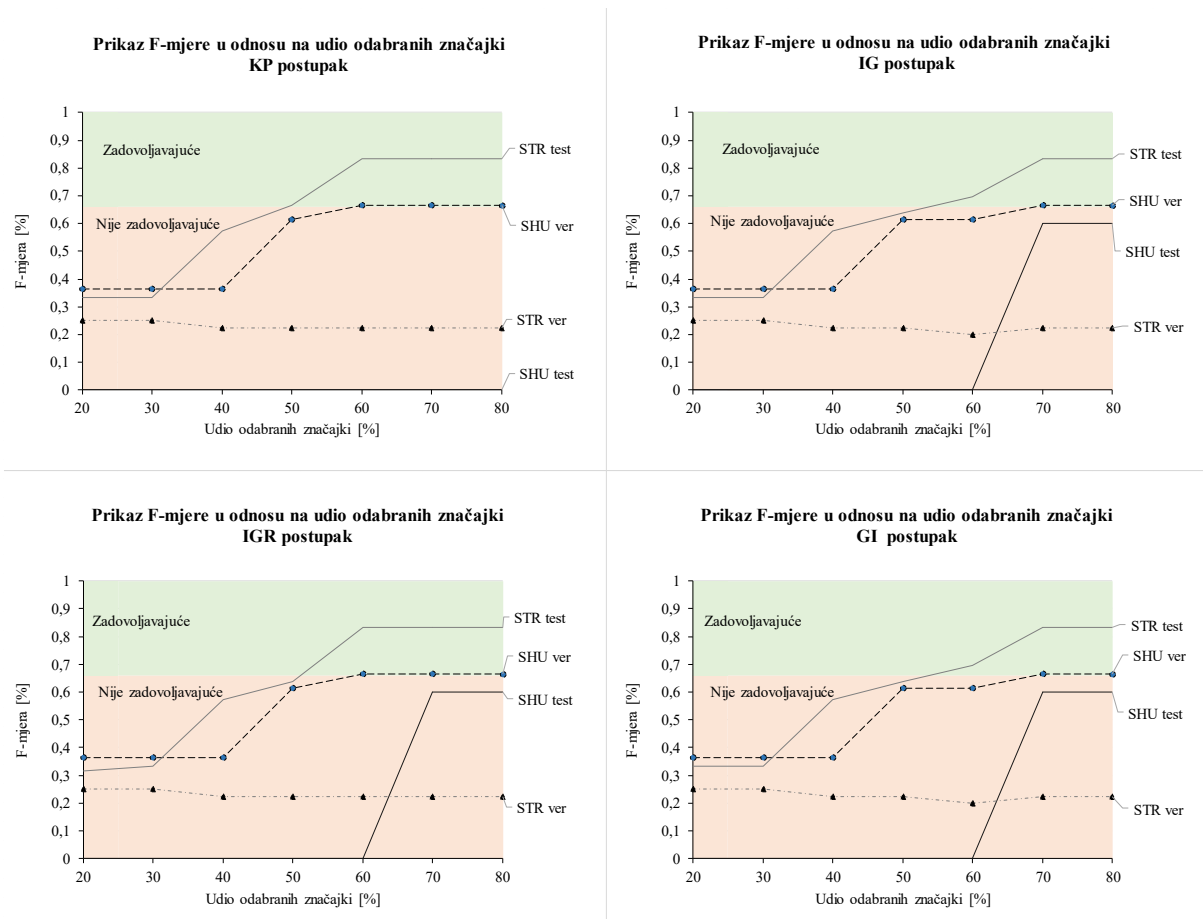 Prikaz F-mjere u odnosu na udio odabranih značajki
KP postupak
F-mjera [%]
1
0,9
0,8
0,7
0,6
0,5
0,4
0,3
0,2
0,1
0
Zadovoljavajuće
Nije zadovoljavajuće
STR test
SHU ver
STR ver
SHU test
20 30 40 50 60 70 80
Udio odabranih značajki [%]
Prikaz F-mjere u odnosu na udio odabranih značajki
IG postupak
F-mjera [%]
1
0,9
0,8
0,7
0,6
0,5
0,4
0,3
0,2
0,1
0
Zadovoljavajuće
Nije zadovoljavajuće
STR test
SHU ver
SHU test
STR ver
20 30 40 50 60 70 80
Udio odabranih značajki [%]
Prikaz F-mjere u odnosu na udio odabranih značajki
IGR postupak
F-mjera [%]
1
0,9
0,8
0,7
0,6
0,5
0,4
0,3
0,2
0,1
0
Zadovoljavajuće
Nije zadovoljavajuće
STR test
SHU ver
SHU test
STR ver
20 30 40 50 60 70 80
Udio odabranih značajki [%]
Prikaz F-mjere u odnosu na udio odabranih značajki
GI postupak
F-mjera [%]
1
0,9
0,8
0,7
0,6
0,5
0,4
0,3
0,2
0,1
0
Zadovoljavajuće
Nije zadovoljavajuće
STR test
SHU ver
SHU test
STR ver
20 30 40 50 60 70 80
Udio odabranih značajki [%]